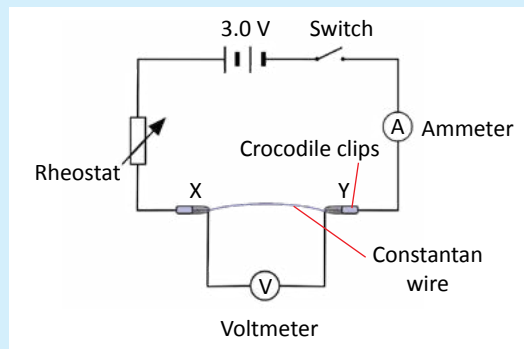 3.0 V
Switch
A
Ammeter
Crocodile clips
Rheostat
X
Y
Constantan
wire
V
Voltmeter